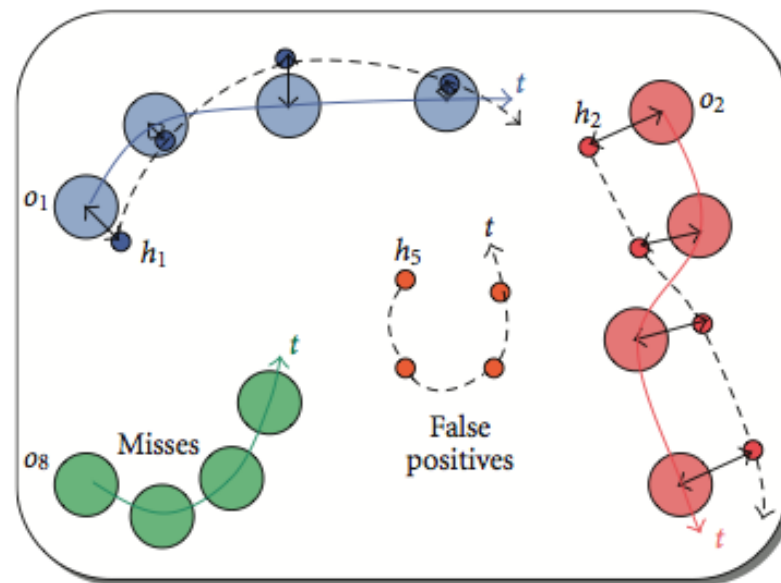 t
h₂
o₂
o₁
h₁
t
h₅
t
Misses
False
positives
o₈
t